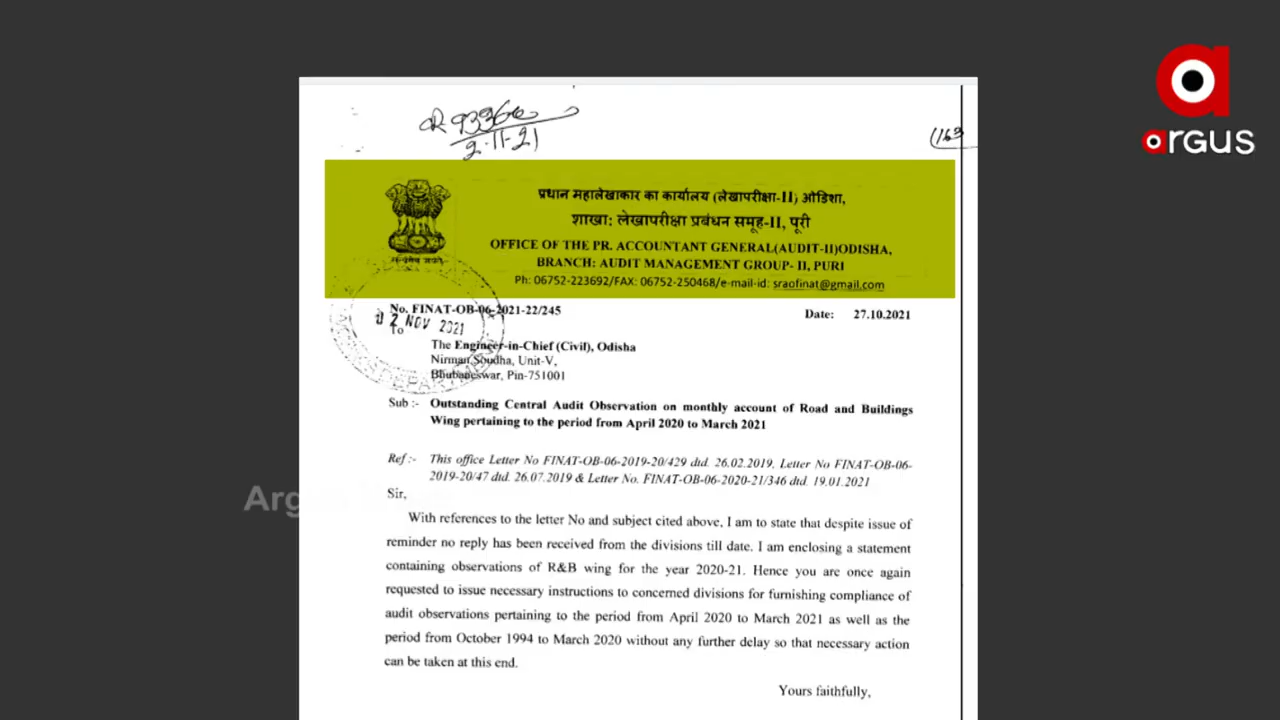 argus
9336
2-11-21
(163
प्रधान महालेखाकार का कार्यालय (लेखापरीक्षा-II) ओडिशा,
शाखा: लेखापरीक्षा प्रबंधन समूह-II, पूरी
OFFICE OF THE PR. ACCOUNTANT GENERAL(AUDIT-II)ODISHA,
BRANCH: AUDIT MANAGEMENT GROUP- II, PURI
Ph: 06752-223692/FAX: 06752-250468/e-mail-id: sraofinat@gmail.com
सत्यमेव जयते
No. FINAT-OB-06-2021-22/245
Date: 27.10.2021
02 NOV 2021
To
The Engineer-in-Chief (Civil), Odisha
Nirman Soudha, Unit-V,
Bhubaneswar, Pin-751001
Sub :- Outstanding Central Audit Observation on monthly account of Road and Buildings
Wing pertaining to the period from April 2020 to March 2021
Ref :- This office Letter No FINAT-OB-06-2019-20/429 dtd. 26.02.2019, Letter No FINAT-OB-06-
2019-20/47 dtd. 26.07.2019 & Letter No. FINAT-OB-06-2020-21/346 dtd. 19.01.2021
Sir,
With references to the letter No and subject cited above, I am to state that despite issue of
reminder no reply has been received from the divisions till date. I am enclosing a statement
containing observations of R&B wing for the year 2020-21. Hence you are once again
requested to issue necessary instructions to concerned divisions for furnishing compliance of
audit observations pertaining to the period from April 2020 to March 2021 as well as the
period from October 1994 to March 2020 without any further delay so that necessary action
can be taken at this end.
Yours faithfully,